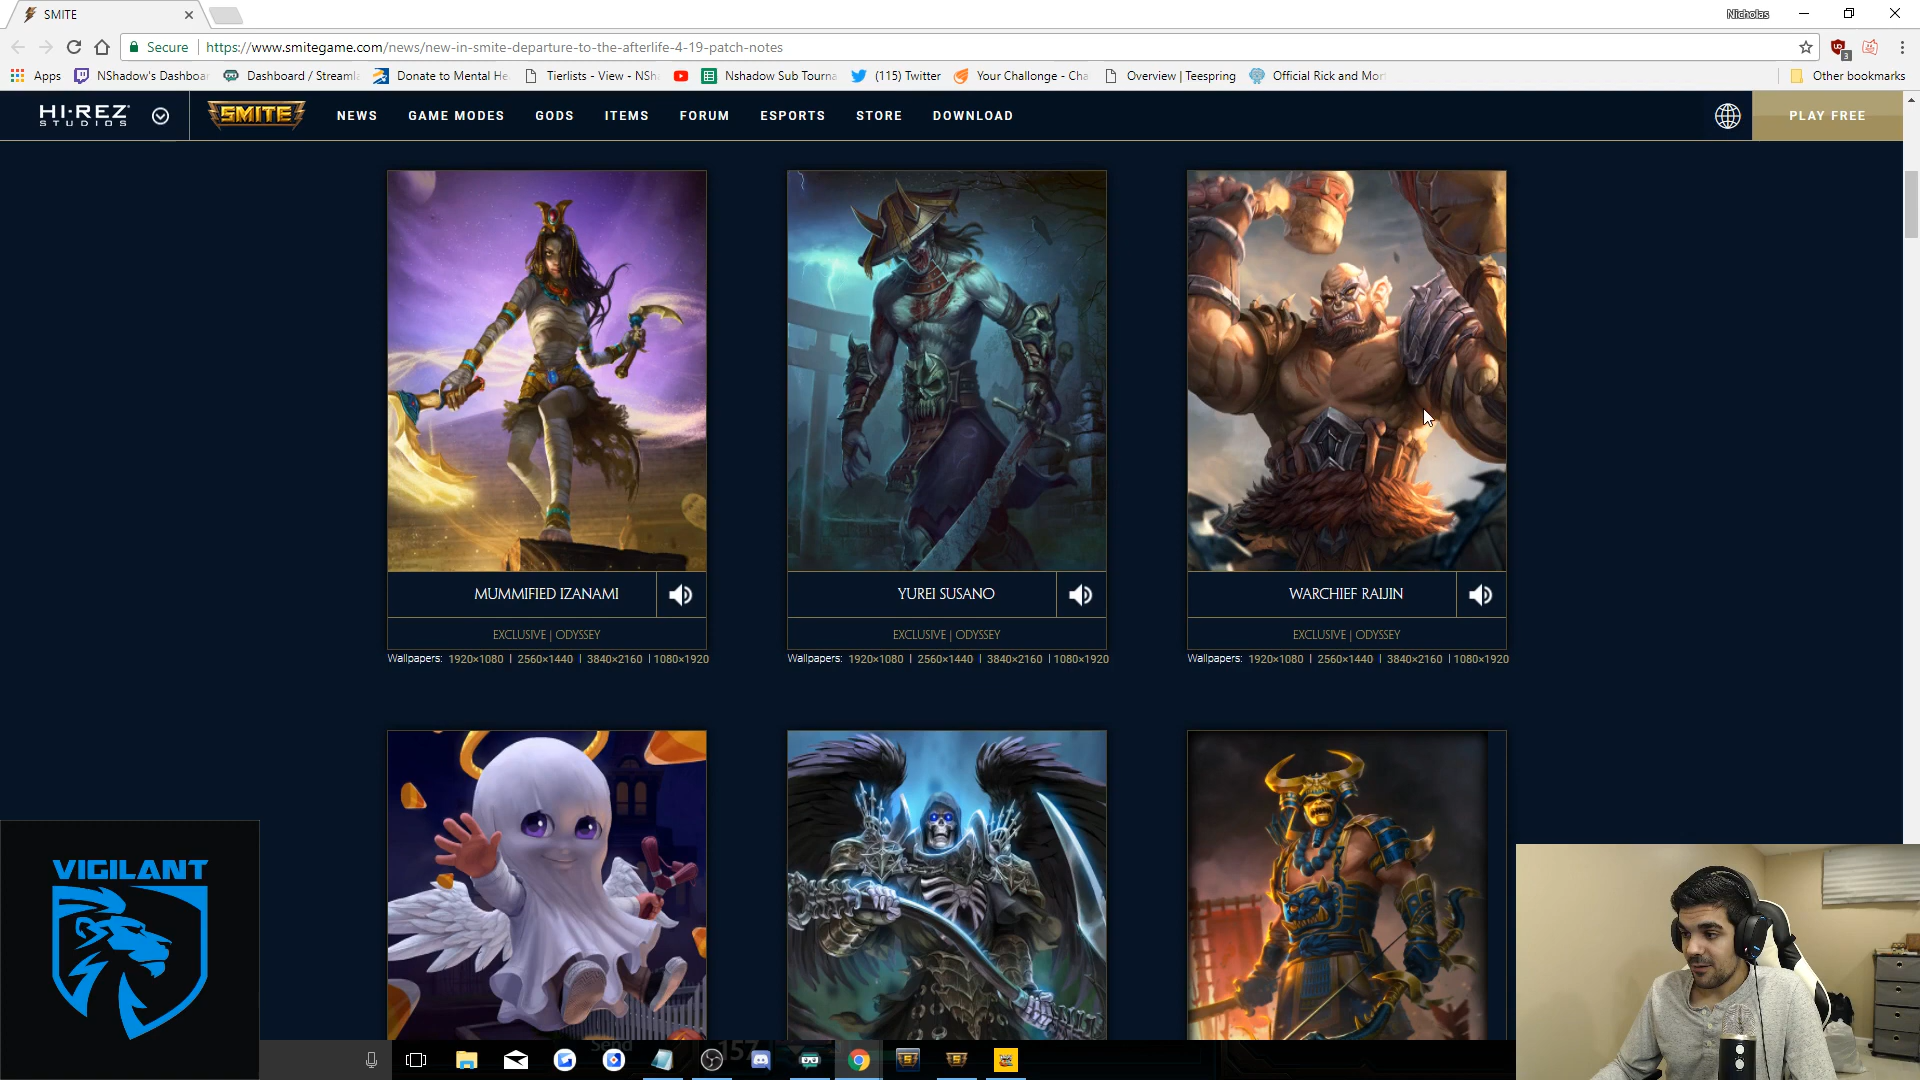 SMITE
Nicholas
Secure https://www.smitegame.com/news/new-in-smite-departure-to-the-afterlife-4-19-patch-notes
Apps NShadow's Dashboar Dashboard / Streaml Donate to Mental He Tierlists - View - NSh Nshadow Sub Tourna (115) Twitter Your Challonge - Cha Overview | Teespring Official Rick and Mor Other bookmarks
HI-REZ STUDIOS SMITE NEWS GAME MODES GODS ITEMS FORUM ESPORTS STORE DOWNLOAD PLAY FREE
MUMMIFIED IZANAMI YUREI SUSANO WARCHIEF RAIJIN
EXCLUSIVE | ODYSSEY EXCLUSIVE | ODYSSEY EXCLUSIVE | ODYSSEY
Wallpapers: 1920×1080 | 2560×1440 | 3840×2160 | 1080×1920 Wallpapers: 1920×1080 | 2560×1440 | 3840×2160 | 1080×1920 Wallpapers: 1920×1080 | 2560×1440 | 3840×2160 | 1080×1920
VIGILANT
Send 157